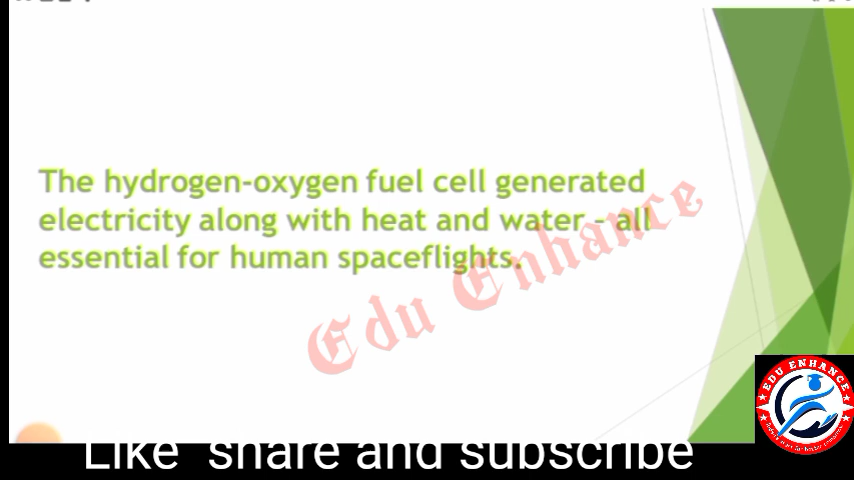 The hydrogen-oxygen fuel cell generated
electricity along with heat and water – all
essential for human spaceflights.
Edu Enhance
EDU ENHANCE
Like share and subscribe